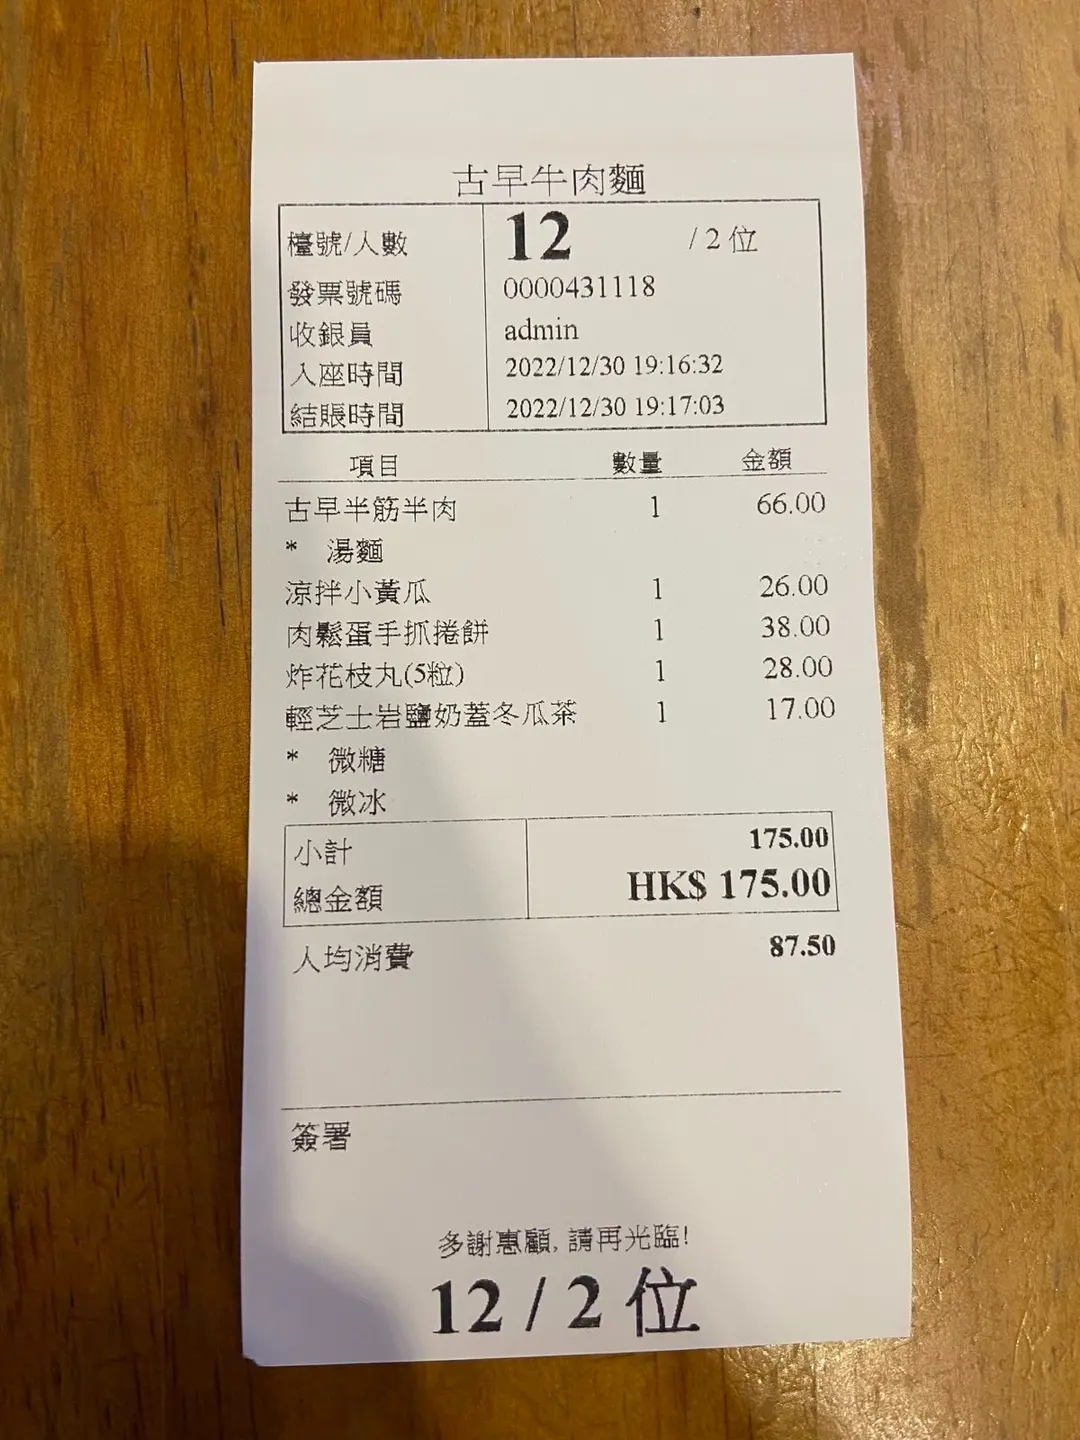 古早牛肉麵
檯號/人數 12 / 2 位
發票號碼 0000431118
收銀員 admin
入座時間 2022/12/30 19:16:32
結賬時間 2022/12/30 19:17:03
項目 數量 金額
古早半筋半肉 1 66.00
* 湯麵
涼拌小黃瓜 1 26.00
肉鬆蛋手抓捲餅 1 38.00
炸花枝丸(5粒) 1 28.00
輕芝士岩鹽奶蓋冬瓜茶 1 17.00
* 微糖
* 微冰
小計 175.00
總金額 HK$ 175.00
人均消費 87.50
簽署
多謝惠顧, 請再光臨!
12 / 2 位